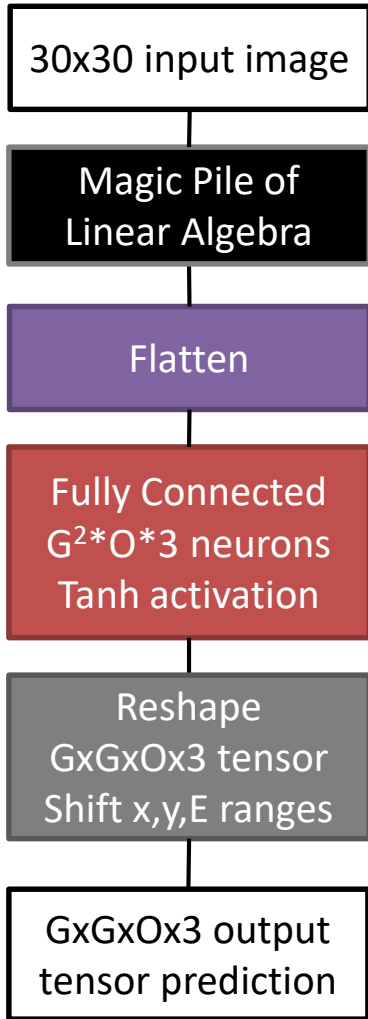 30x30 input image
Magic Pile of
Linear Algebra
Flatten
Fully Connected
G²*O*3 neurons
Tanh activation
Reshape
GxGxOx3 tensor
Shift x,y,E ranges
GxGxOx3 output
tensor prediction